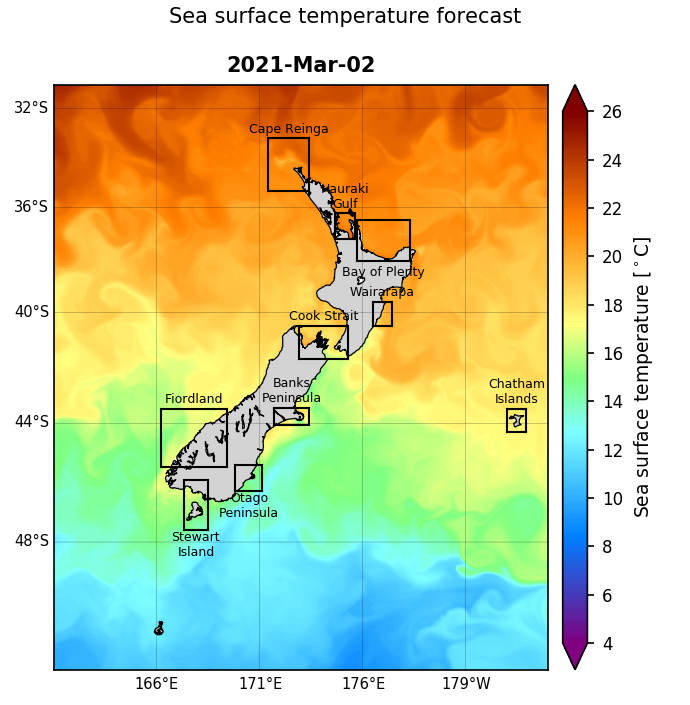 Sea surface temperature forecast
2021-Mar-02
32°S
36°S
40°S
44°S
48°S
166°E
171°E
176°E
179°W
Cape Reinga
Hauraki
Gulf
Bay of Plenty
Wairarapa
Cook Strait
Banks
Peninsula
Chatham
Islands
Fiordland
Otago
Peninsula
Stewart
Island
26
24
22
20
18
16
14
12
10
8
6
4
Sea surface temperature [°C]